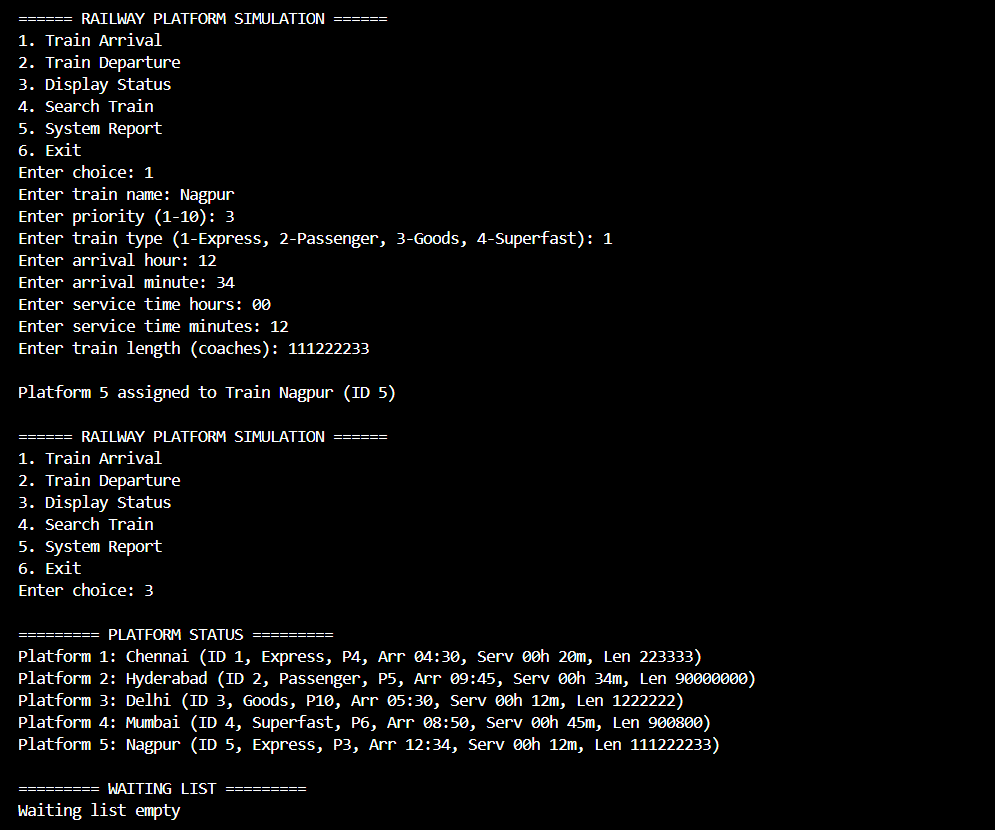 ====== RAILWAY PLATFORM SIMULATION ======
1. Train Arrival
2. Train Departure
3. Display Status
4. Search Train
5. System Report
6. Exit
Enter choice: 1
Enter train name: Nagpur
Enter priority (1-10): 3
Enter train type (1-Express, 2-Passenger, 3-Goods, 4-Superfast): 1
Enter arrival hour: 12
Enter arrival minute: 34
Enter service time hours: 00
Enter service time minutes: 12
Enter train length (coaches): 111222233

Platform 5 assigned to Train Nagpur (ID 5)

====== RAILWAY PLATFORM SIMULATION ======
1. Train Arrival
2. Train Departure
3. Display Status
4. Search Train
5. System Report
6. Exit
Enter choice: 3

========= PLATFORM STATUS =========
Platform 1: Chennai (ID 1, Express, P4, Arr 04:30, Serv 00h 20m, Len 223333)
Platform 2: Hyderabad (ID 2, Passenger, P5, Arr 09:45, Serv 00h 34m, Len 90000000)
Platform 3: Delhi (ID 3, Goods, P10, Arr 05:30, Serv 00h 12m, Len 1222222)
Platform 4: Mumbai (ID 4, Superfast, P6, Arr 08:50, Serv 00h 45m, Len 900800)
Platform 5: Nagpur (ID 5, Express, P3, Arr 12:34, Serv 00h 12m, Len 111222233)

========= WAITING LIST =========
Waiting list empty